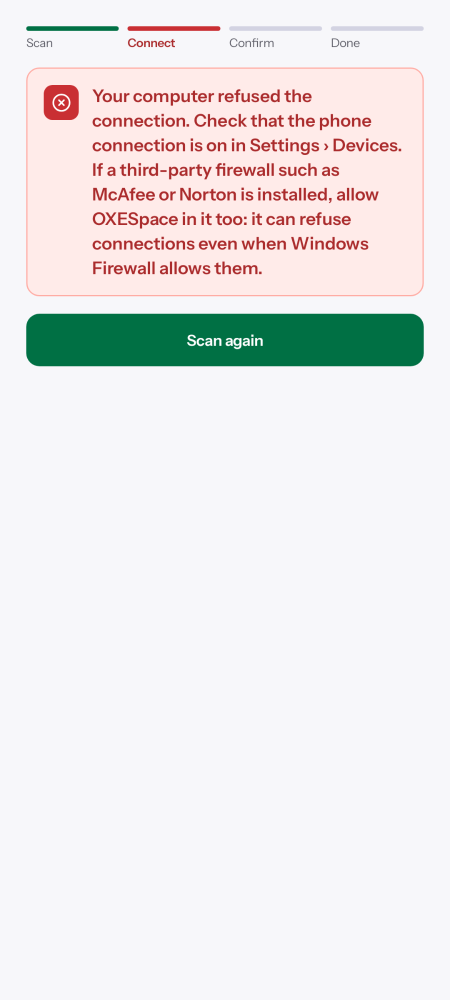 Scan
Connect
Confirm
Done
Your computer refused the
connection. Check that the phone
connection is on in Settings › Devices.
If a third-party firewall such as
McAfee or Norton is installed, allow
OXESpace in it too: it can refuse
connections even when Windows
Firewall allows them.
Scan again